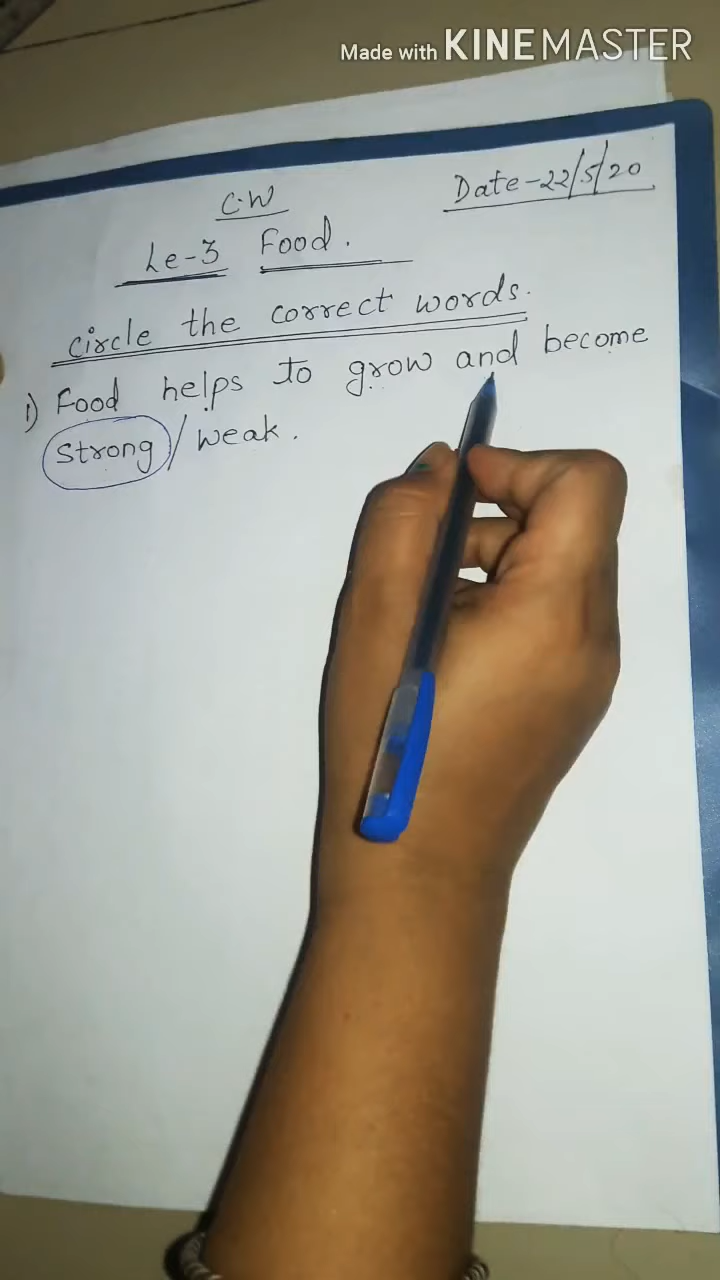 Made with KINEMASTER
C.W
Date-22/5/20
Le-3 Food.
Circle the correct words.
1) Food helps to grow and become
Strong/weak.